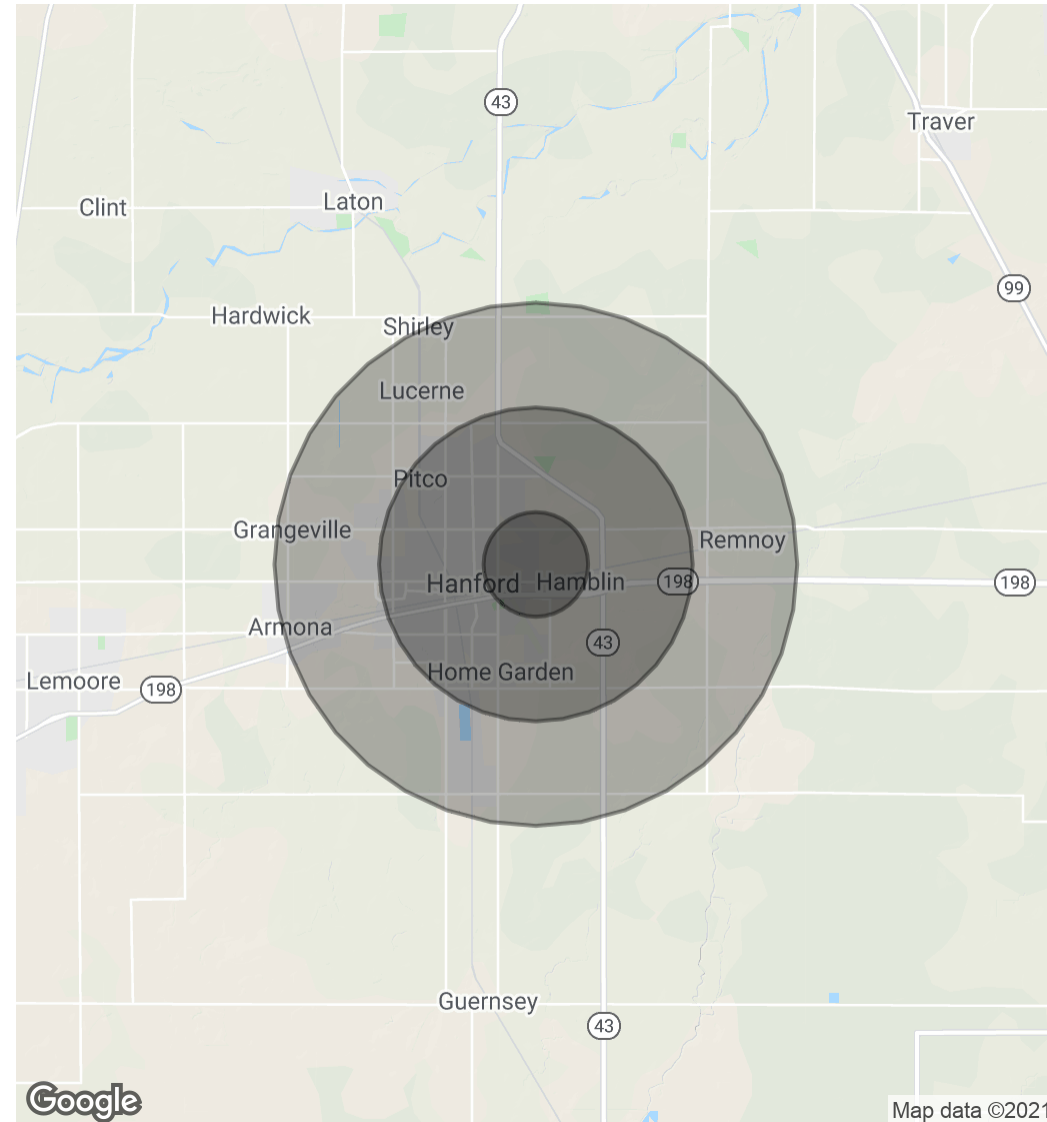 43
Traver
Laton
Clint
99
Hardwick
Shirley
Lucerne
Pitco
Grangeville
Remnoy
Hanford
Hamblin
198
198
Armona
43
Home Garden
Lemoore
198
Guernsey
43
Google
Map data ©2021